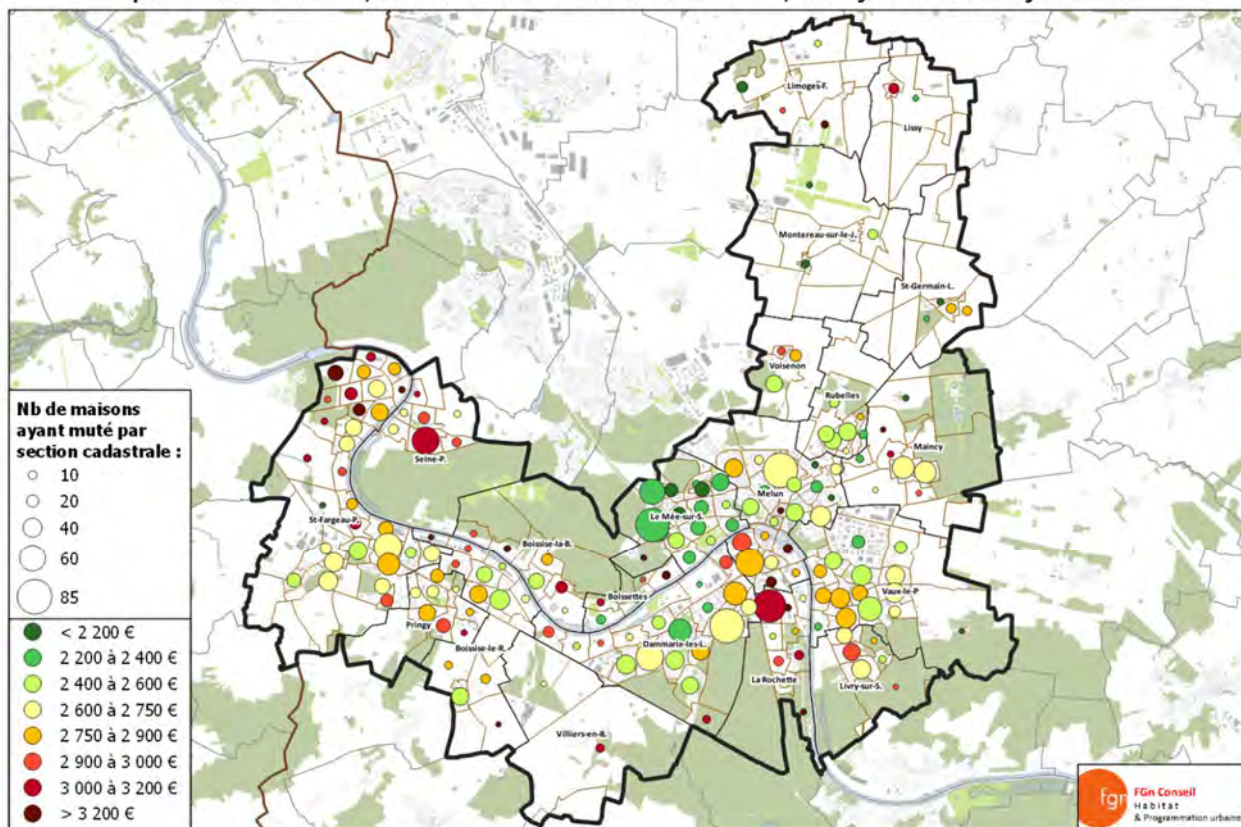 Limoges-F.
Lissy
Montereau-sur-le-J.
St-Germain-L.
Voisenon
Rubelles
Maincy
Seine-P.
Melun
Le Mée-sur-S.
St-Fargeau-P.
Boissise-la-B.
Boissettes
Vaux-le-P
Pringy
Boissise-le-R.
Dammarie-les-L.
La Rochette
Livry-sur-S.
Villiers-en-B.
Nb de maisons
ayant muté par
section cadastrale :
10
20
40
60
85
< 2 200 €
2 200 à 2 400 €
2 400 à 2 600 €
2 600 à 2 750 €
2 750 à 2 900 €
2 900 à 3 000 €
3 000 à 3 200 €
> 3 200 €
fgn
FGn Conseil
Habitat
& Programmation urbaine